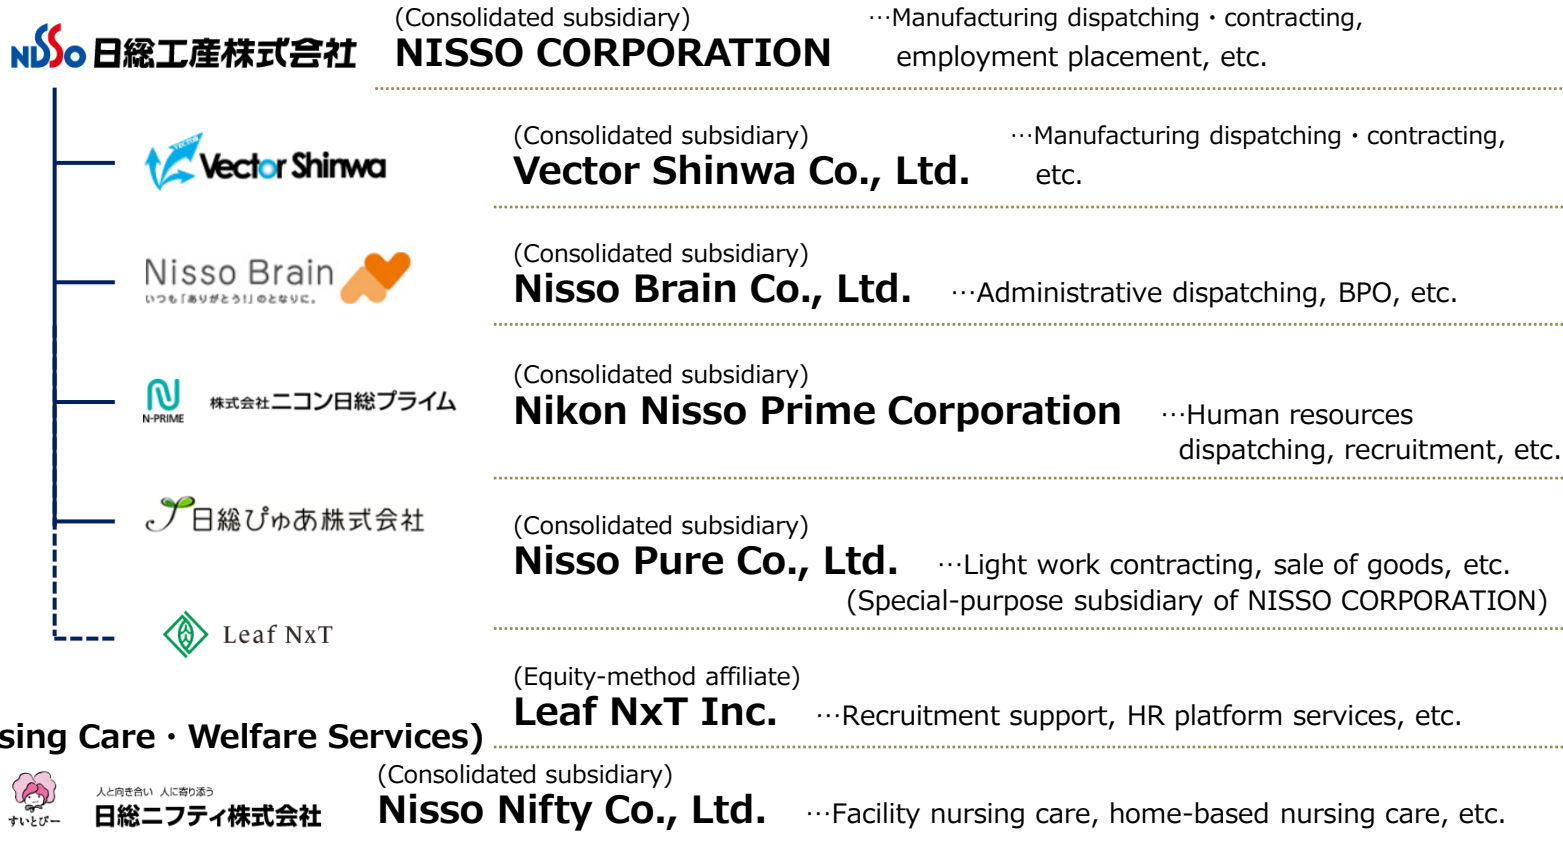 (Consolidated subsidiary) …Manufacturing dispatching・contracting,
NISSO 日総工産株式会社 NISSO CORPORATION employment placement, etc.
(Consolidated subsidiary) …Manufacturing dispatching・contracting,
VECTOR
Vector Shinwa Vector Shinwa Co., Ltd. etc.
(Consolidated subsidiary)
Nisso Brain Nisso Brain Co., Ltd. …Administrative dispatching, BPO, etc.
いつも「ありがとう!」のとなりに。
(Consolidated subsidiary)
N-PRIME 株式会社ニコン日総プライム Nikon Nisso Prime Corporation …Human resources
dispatching, recruitment, etc.
日総ぴゅあ株式会社 (Consolidated subsidiary)
Nisso Pure Co., Ltd. …Light work contracting, sale of goods, etc.
(Special-purpose subsidiary of NISSO CORPORATION)
Leaf NxT
(Equity-method affiliate)
Leaf NxT Inc. …Recruitment support, HR platform services, etc.
sing Care・Welfare Services)
(Consolidated subsidiary)
人と向き合い 人に寄り添う
すいとぴー 日総ニフティ株式会社 Nisso Nifty Co., Ltd. …Facility nursing care, home-based nursing care, etc.